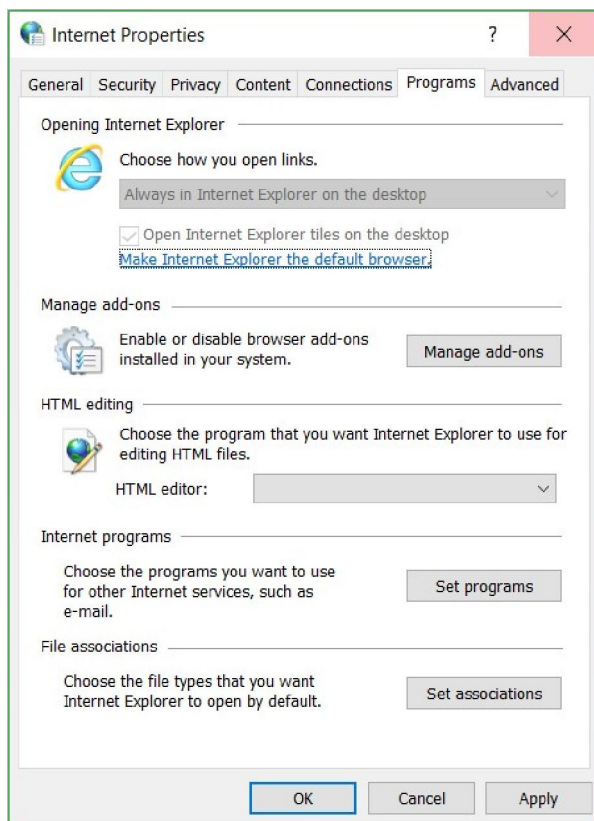 Internet Properties
?
General Security Privacy Content Connections Programs Advanced
Opening Internet Explorer
Choose how you open links.
Always in Internet Explorer on the desktop
Open Internet Explorer tiles on the desktop
Make Internet Explorer the default browser.
Manage add-ons
Enable or disable browser add-ons
installed in your system.
Manage add-ons
HTML editing
Choose the program that you want Internet Explorer to use for
editing HTML files.
HTML editor:
Internet programs
Choose the programs you want to use
for other Internet services, such as
e-mail.
Set programs
File associations
Choose the file types that you want
Internet Explorer to open by default.
Set associations
OK Cancel Apply